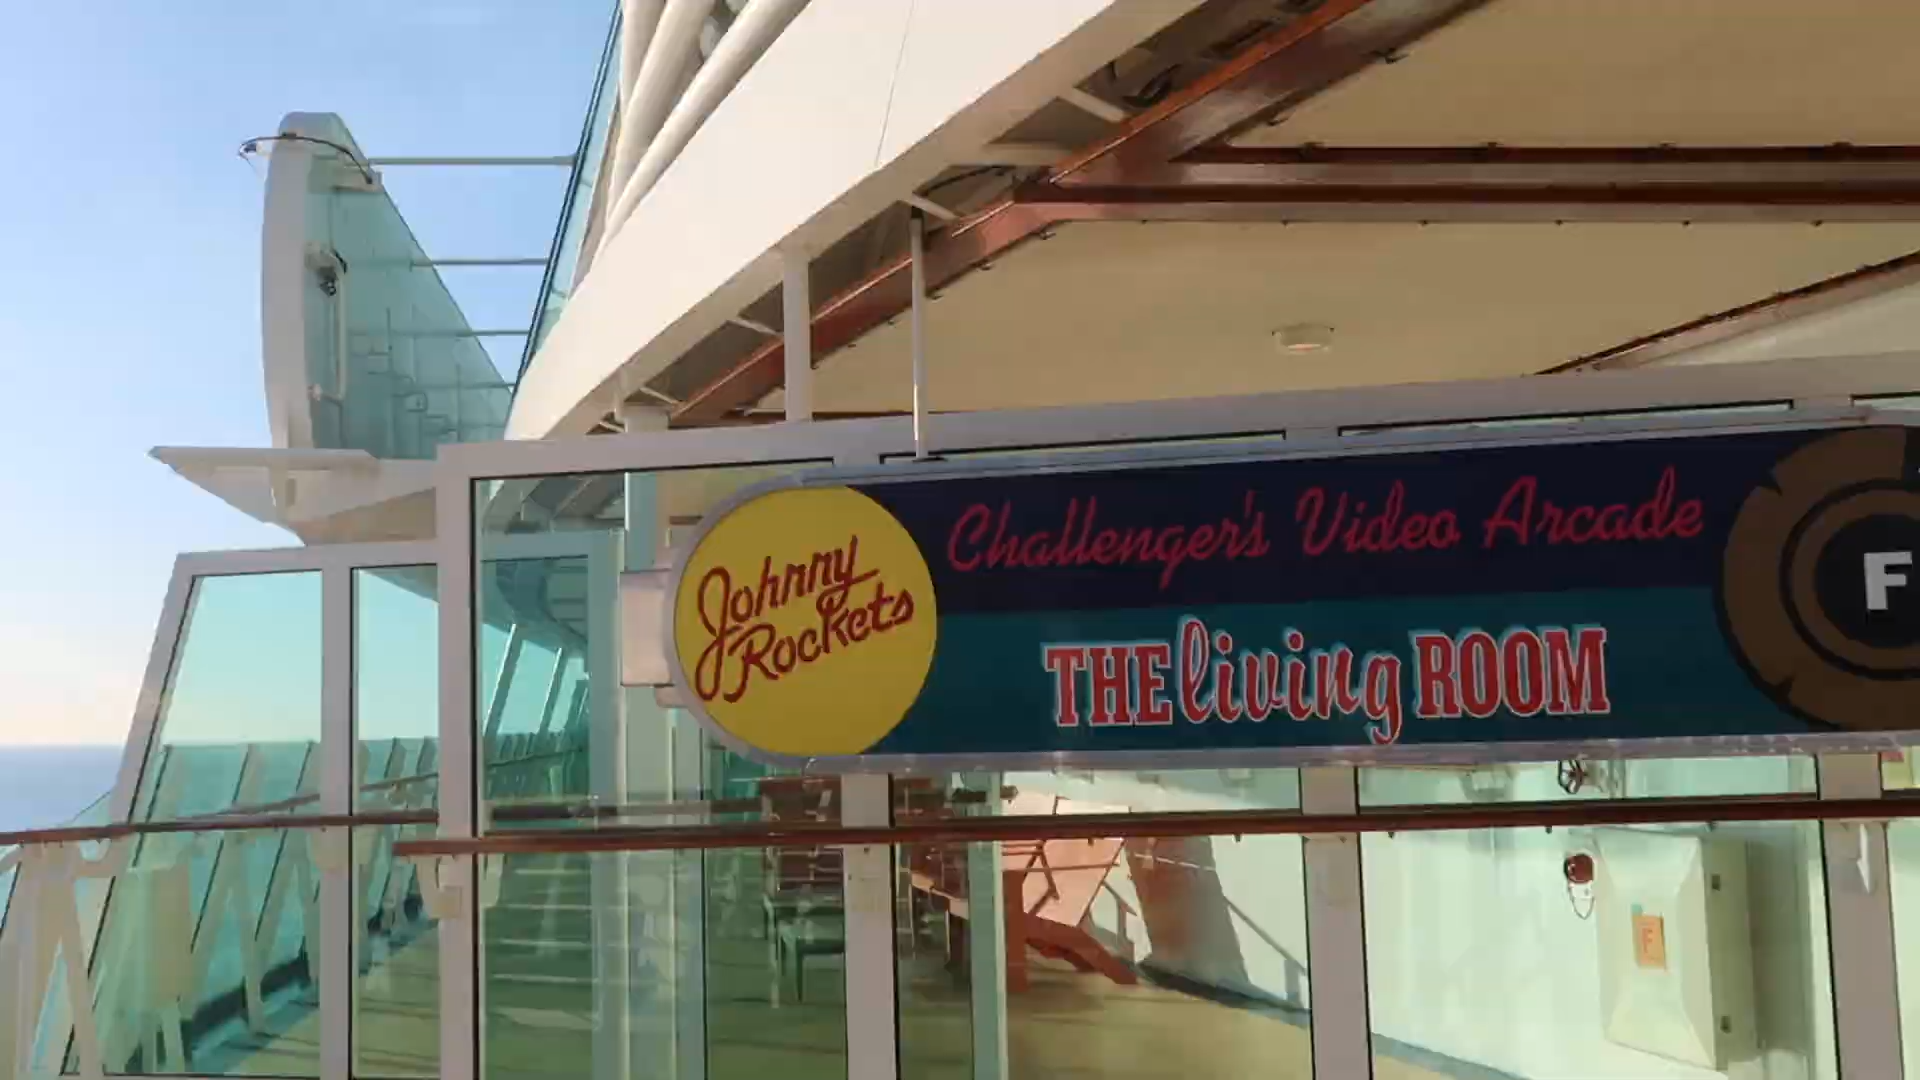 Johnny
Rockets
Challenger's Video Arcade
THE living ROOM
F
F